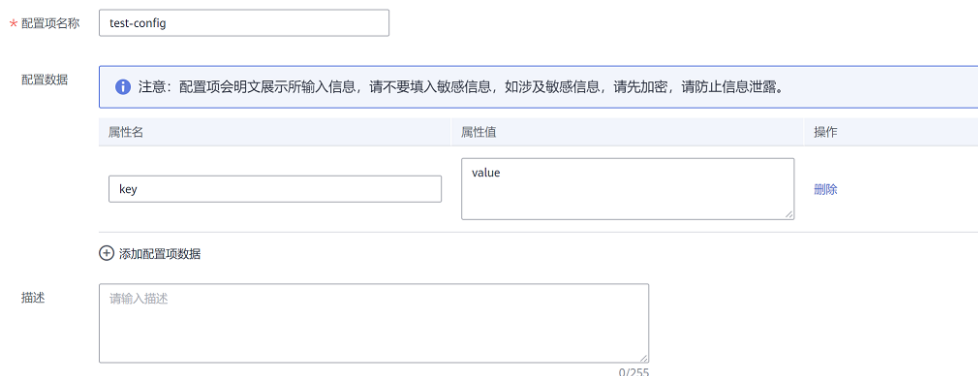 * 配置项名称 test-config
配置数据 注意：配置项会明文展示所输入信息，请不要填入敏感信息，如涉及敏感信息，请先加密，请防止信息泄露。
属性名 属性值 操作
key value 删除
添加配置项数据
描述 请输入描述
0/255